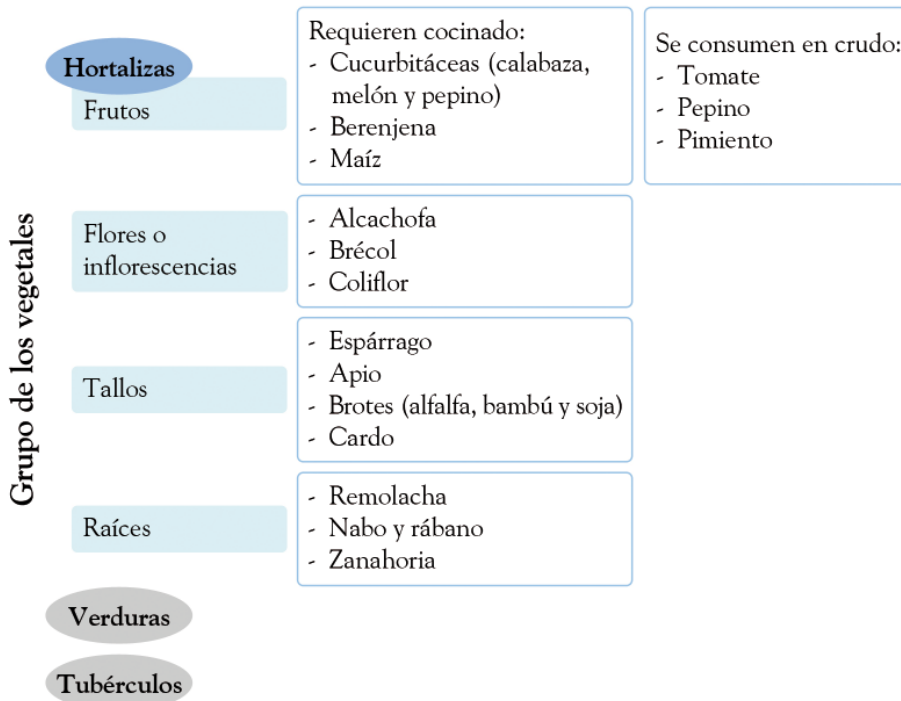 Grupo de los vegetales
Hortalizas
Frutos
Requieren cocinado:
- Cucurbitáceas (calabaza,
melón y pepino)
- Berenjena
- Maíz
Se consumen en crudo:
- Tomate
- Pepino
- Pimiento
Flores o
inflorescencias
- Alcachofa
- Brécol
- Coliflor
Tallos
- Espárrago
- Apio
- Brotes (alfalfa, bambú y soja)
- Cardo
Raíces
- Remolacha
- Nabo y rábano
- Zanahoria
Verduras
Tubérculos